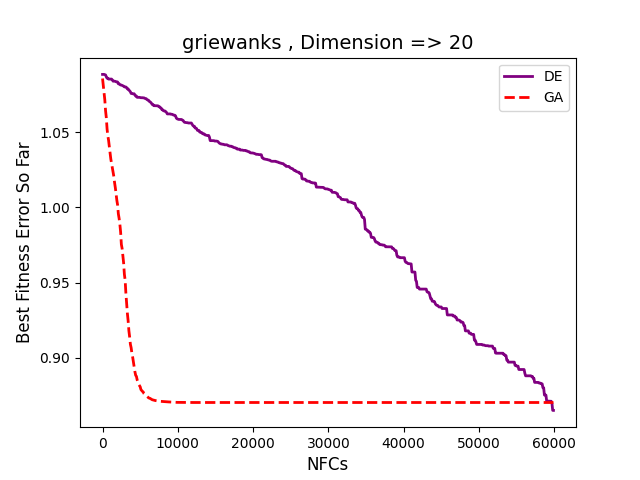 griewanks , Dimension => 20
DE
GA
Best Fitness Error So Far
1.05
1.00
0.95
0.90
0 10000 20000 30000 40000 50000 60000
NFCs